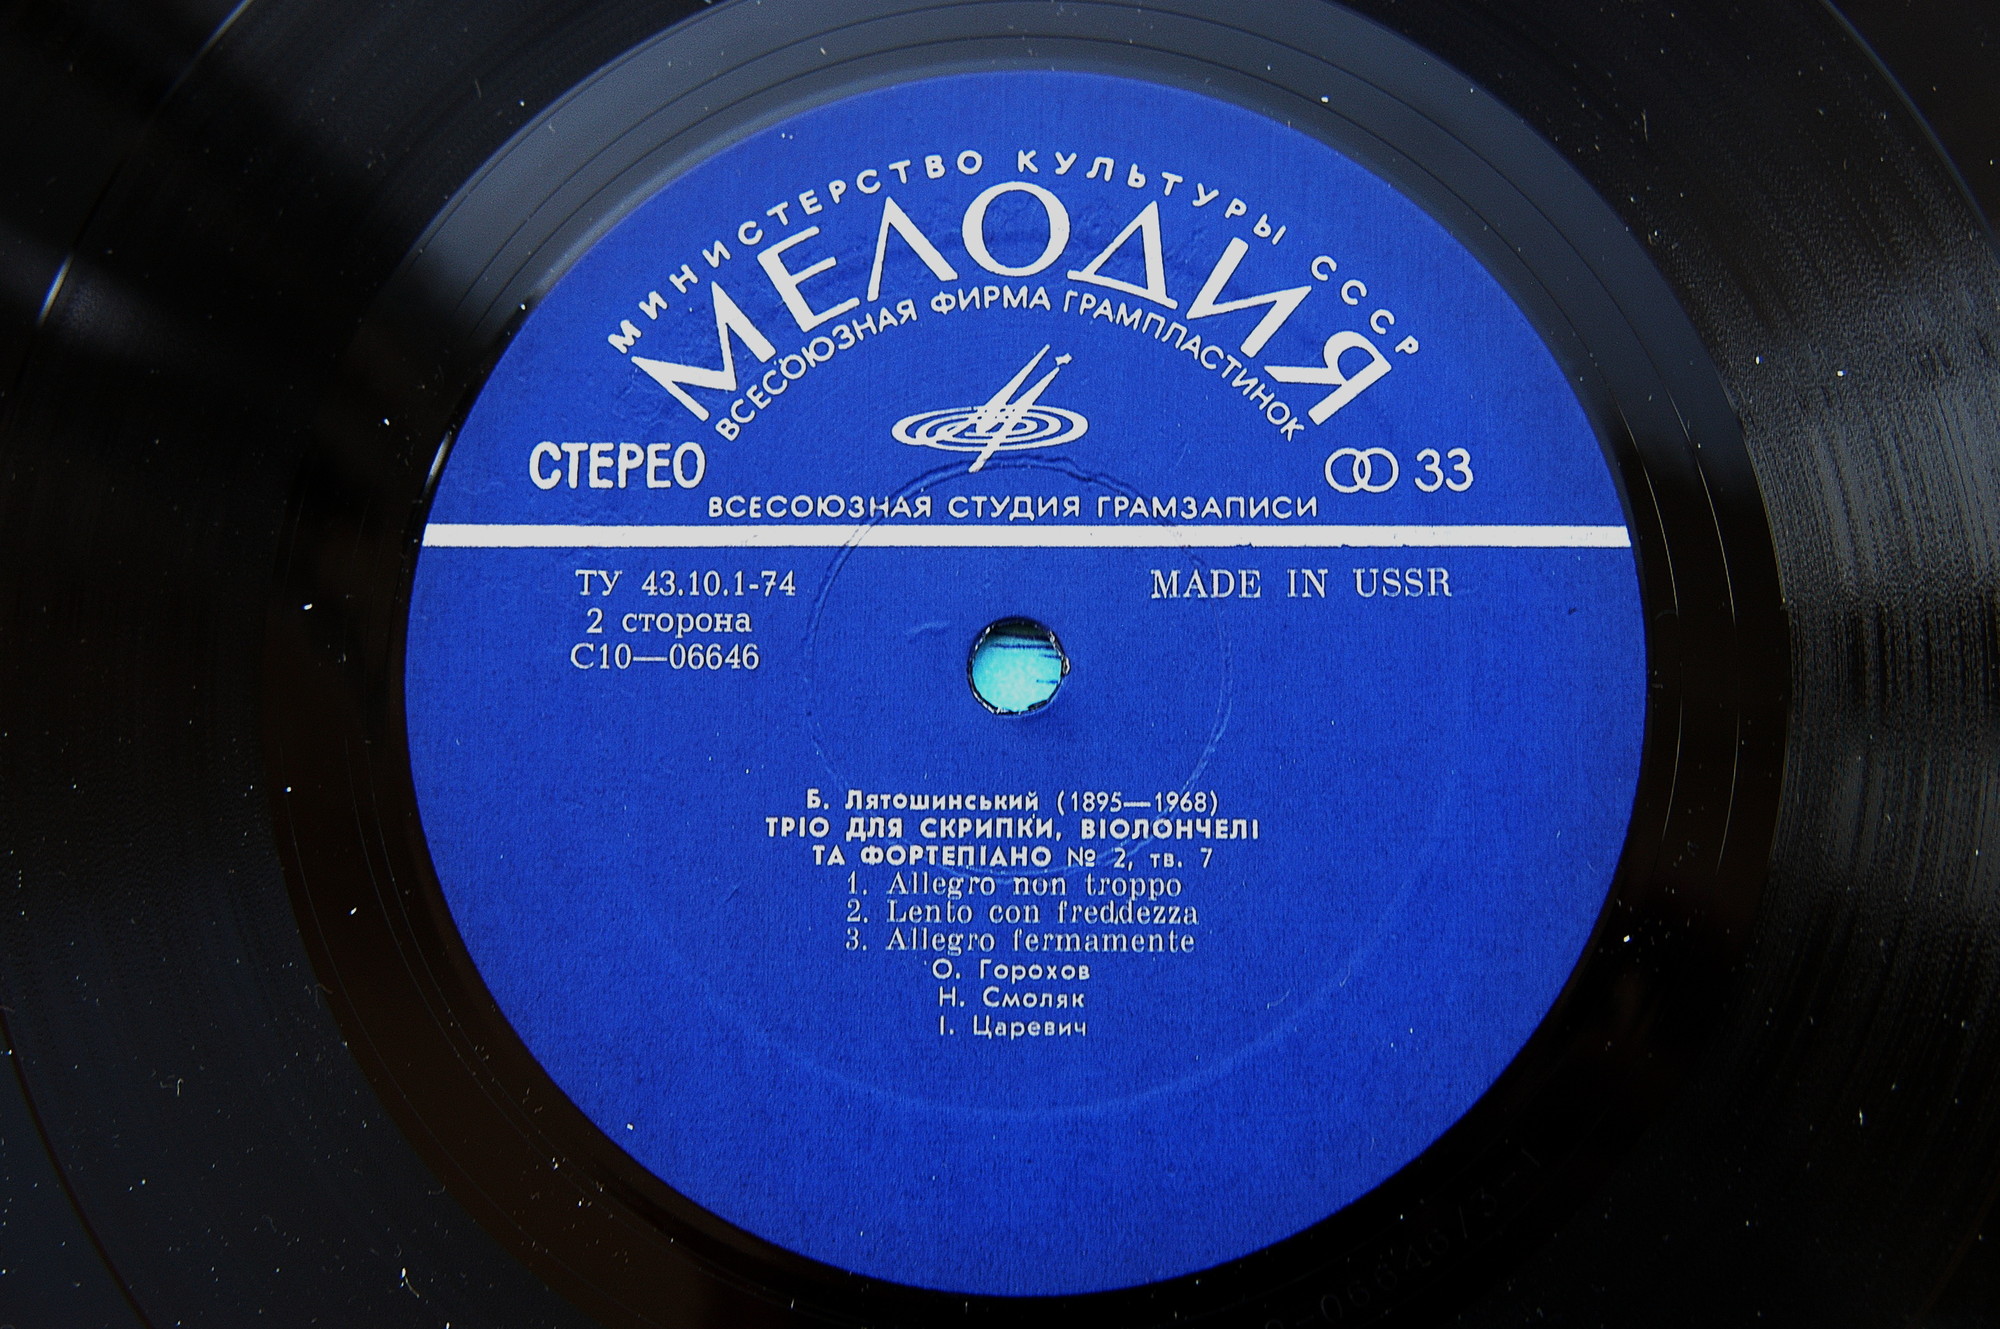 МИНИСТЕРСТВО КУЛЬТУРЫ СССР
МЕЛОДИЯ
ВСЕСОЮЗНАЯ ФИРМА ГРАМПЛАСТИНОК
СТЕРЕО
33
ВСЕСОЮЗНАЯ СТУДИЯ ГРАМЗАПИСИ
ТУ 43.10.1-74
MADE IN USSR
2 сторона
С10—06646
Б. Лятошинський (1895—1968)
ТРІО ДЛЯ СКРИПКИ, ВІОЛОНЧЕЛІ
ТА ФОРТЕПІАНО № 2, тв. 7
1. Allegro non troppo
2. Lento con freddezza
3. Allegro fermamente
О. Горохов
Н. Смоляк
І. Царевич